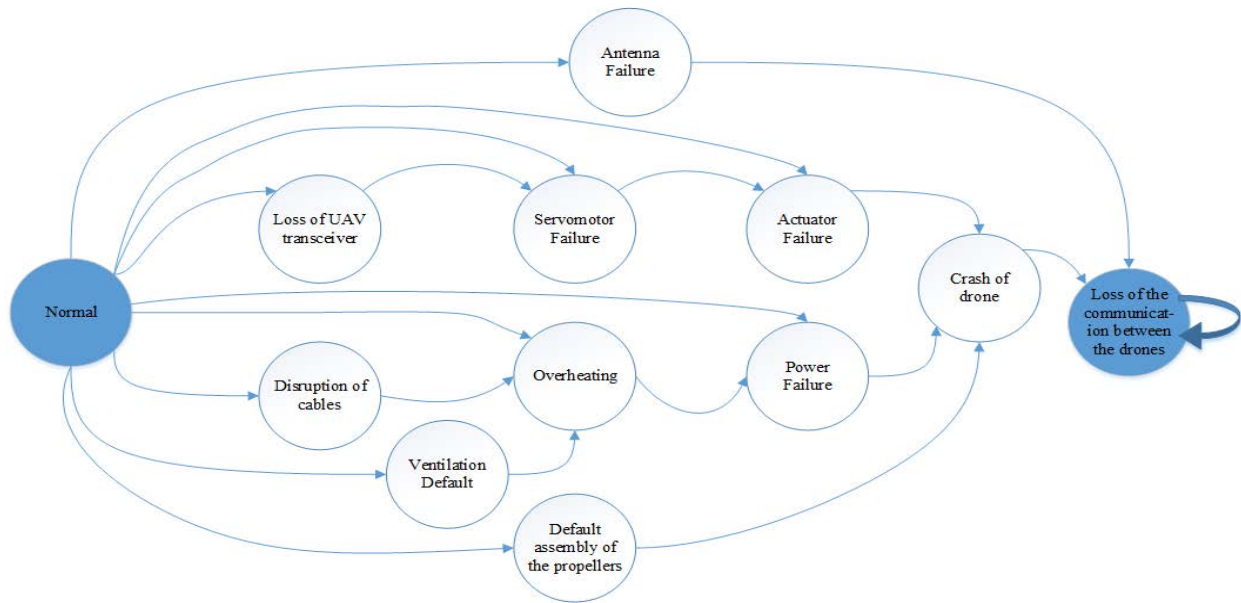 Antenna
Failure
Loss of UAV
transceiver
Servomotor
Failure
Actuator
Failure
Crash of
drone
Normal
Loss of the
communicat-
ion between
the drones
Disruption of
cables
Overheating
Power
Failure
Ventilation
Default
Default
assembly of
the propellers